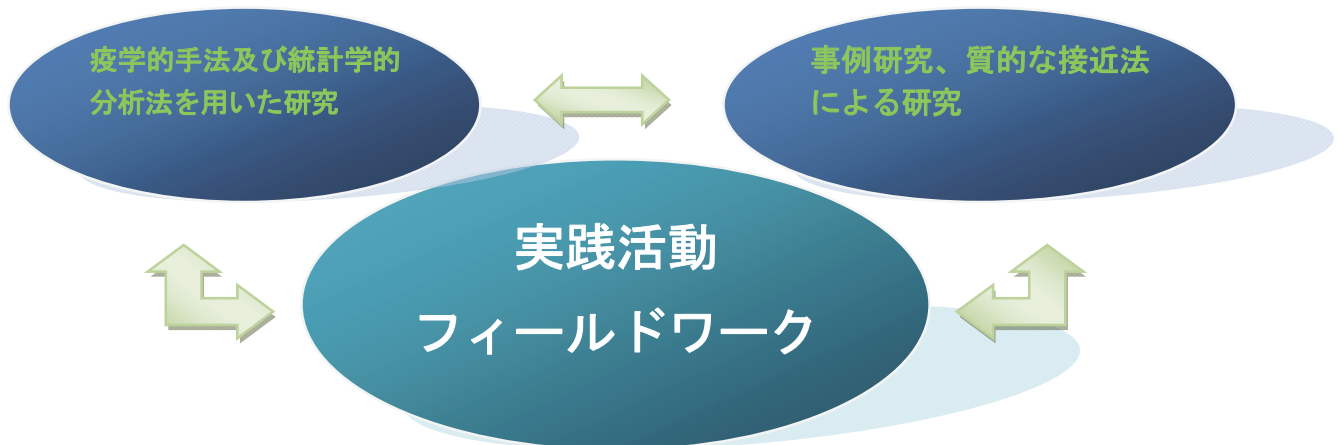 疫学的手法及び統計学的
分析法を用いた研究
事例研究、質的な接近法
による研究
実践活動
フィールドワーク